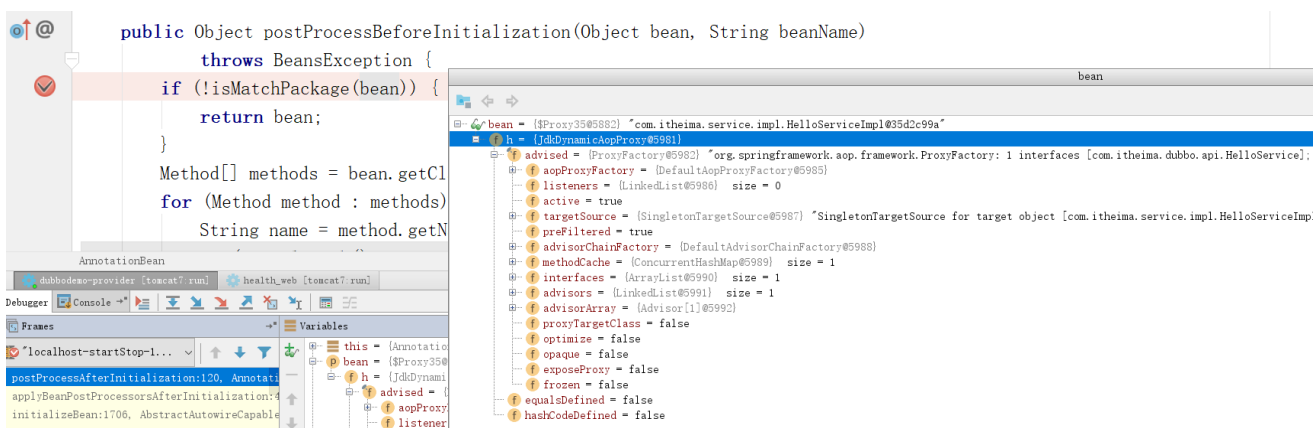 public Object postProcessBeforeInitialization(Object bean, String beanName)
throws BeansException {
if (!isMatchPackage(bean)) {
return bean;
}
Method[] methods = bean.getCl
for (Method method : methods)
String name = method.getN
AnnotationBean
dubbodemo-provider [tomcat7:run]
health_web [tomcat7:run]
Debugger
Console
Frames
Variables
"localhost-startStop-1...
postProcessAfterInitialization:120, Annotati
applyBeanPostProcessorsAfterInitialization:4
initializeBean:1706, AbstractAutowireCapable
this = {Annotatio
bean = {$Proxy35@
h = {JdkDynami
advised = {
aopProxy
listener
bean
bean = {$Proxy35@5882} "com.itheima.service.impl.HelloServiceImpl@35d2c99a"
h = {JdkDynamicAopProxy@5981}
advised = {ProxyFactory@5982} "org.springframework.aop.framework.ProxyFactory: 1 interfaces [com.itheima.dubbo.api.HelloService];
aopProxyFactory = {DefaultAopProxyFactory@5985}
listeners = {LinkedList@5986} size = 0
active = true
targetSource = {SingletonTargetSource@5987} "SingletonTargetSource for target object [com.itheima.service.impl.HelloServiceImpl
preFiltered = true
advisorChainFactory = {DefaultAdvisorChainFactory@5988}
methodCache = {ConcurrentHashMap@5989} size = 1
interfaces = {ArrayList@5990} size = 1
advisors = {LinkedList@5991} size = 1
advisorArray = {Advisor[1]@5992}
proxyTargetClass = false
optimize = false
opaque = false
exposeProxy = false
frozen = false
equalsDefined = false
hashCodeDefined = false